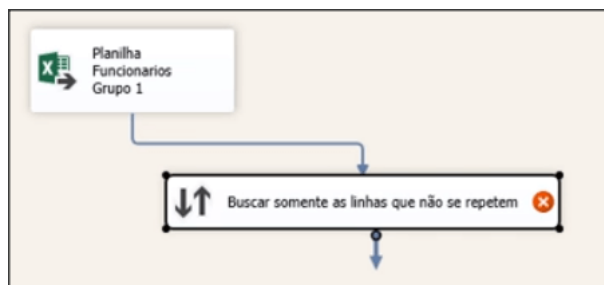 Planilha
Funcionarios
Grupo 1
Buscar somente as linhas que não se repetem